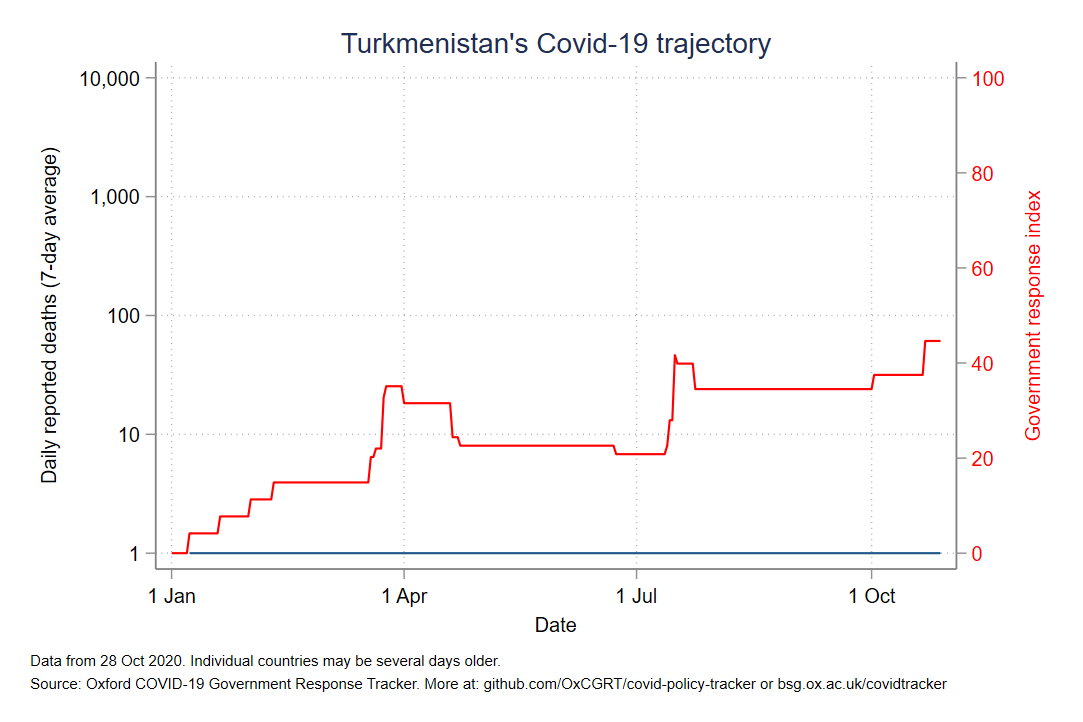 Turkmenistan's Covid-19 trajectory
10,000
1,000
100
10
1
Daily reported deaths (7-day average)
100
80
60
40
20
0
Government response index
1 Jan
1 Apr
1 Jul
1 Oct
Date
Data from 28 Oct 2020. Individual countries may be several days older.
Source: Oxford COVID-19 Government Response Tracker. More at: github.com/OxCGRT/covid-policy-tracker or bsg.ox.ac.uk/covidtracker